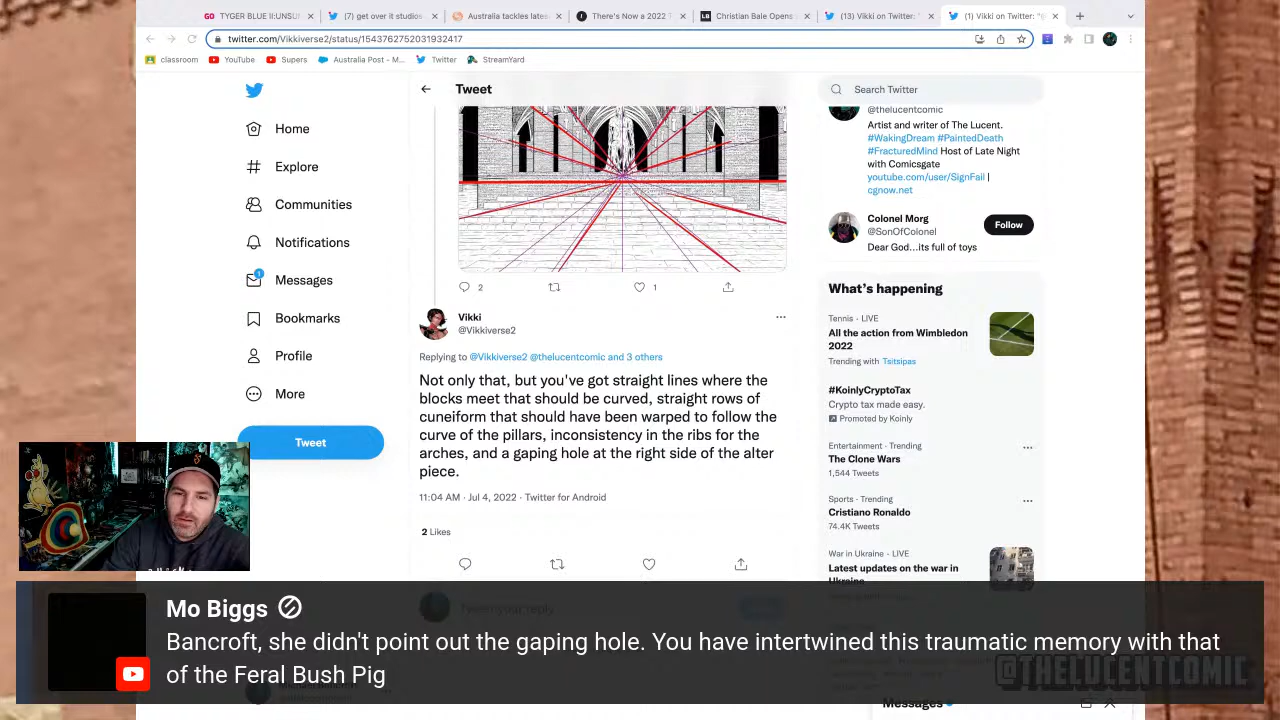 TYGER BLUE II:UNSUN
(7) get over it studios
Australia tackles lates
There's Now a 2022 T
Christian Bale Opens
(13) Vikki on Twitter: "
(1) Vikki on Twitter: "@
twitter.com/Vikkiverse2/status/1543762752031932417
classroom
YouTube
Supers
Australia Post - M...
Twitter
StreamYard
Home
Explore
Communities
Notifications
1
Messages
Bookmarks
Profile
More
Tweet
Tweet
2
1
Vikki
@Vikkiverse2
Replying to @Vikkiverse2 @thelucentcomic and 3 others
Not only that, but you've got straight lines where the
blocks meet that should be curved, straight rows of
cuneiform that should have been warped to follow the
curve of the pillars, inconsistency in the ribs for the
arches, and a gaping hole at the right side of the alter
piece.
11:04 AM · Jul 4, 2022 · Twitter for Android
2 Likes
Tweet your reply
Search Twitter
@thelucentcomic
Artist and writer of The Lucent.
#WakingDream #PaintedDeath
#FracturedMind Host of Late Night
with Comicsgate
youtube.com/user/SignFail |
cgnow.net
Colonel Morg
@SonOfColonel
Follow
Dear God...its full of toys
What's happening
Tennis · LIVE
All the action from Wimbledon
2022
Trending with Tsitsipas
#KoinlyCryptoTax
Crypto tax made easy.
Promoted by Koinly
Entertainment · Trending
The Clone Wars
1,544 Tweets
Sports · Trending
Cristiano Ronaldo
74.4K Tweets
War in Ukraine · LIVE
Latest updates on the war in
Ukraine
Mo Biggs
Bancroft, she didn't point out the gaping hole. You have intertwined this traumatic memory with that
of the Feral Bush Pig
@THELUCENTCOMIC
Messages